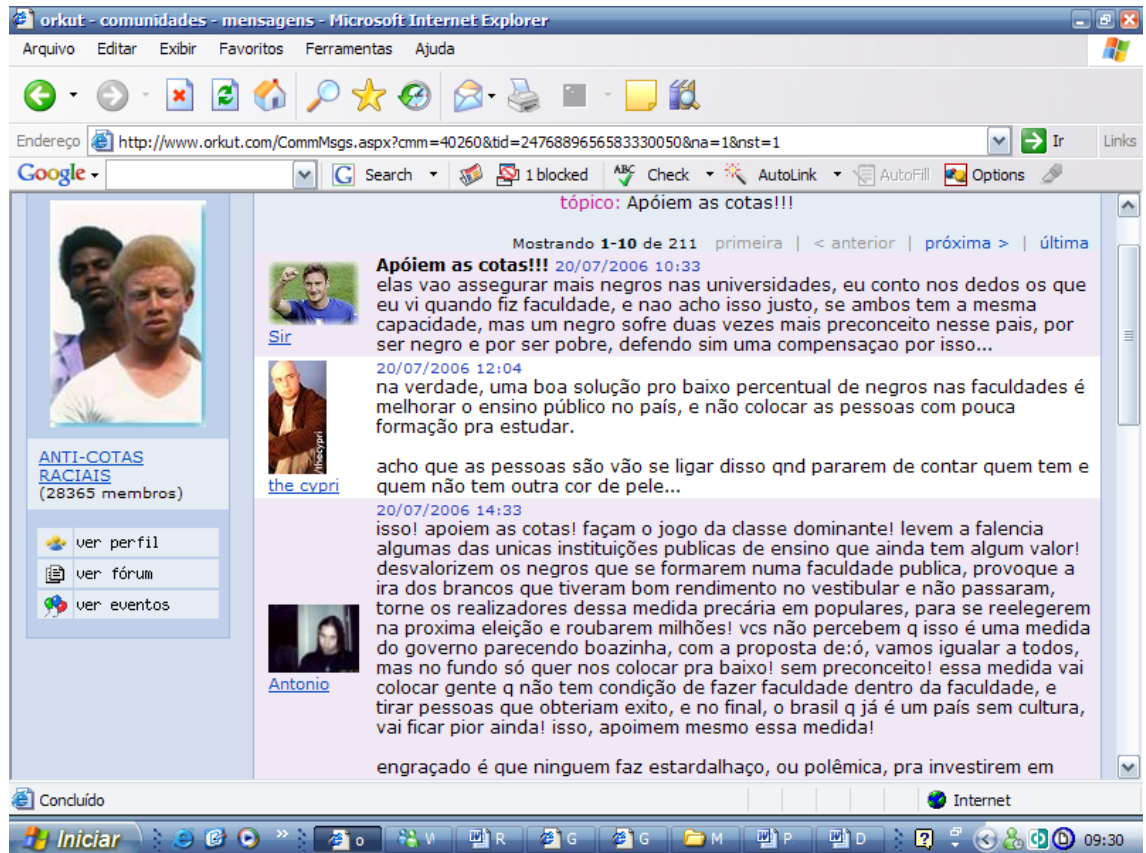 orkut - comunidades - mensagens - Microsoft Internet Explorer
Arquivo Editar Exibir Favoritos Ferramentas Ajuda
Endereço http://www.orkut.com/CommMsgs.aspx?cmm=40260&tid=2476889656583330050&na=1&nst=1 Ir Links
Google Search 1 blocked ABC Check AutoLink AutoFill Options
tópico: Apóiem as cotas!!!
Mostrando 1-10 de 211 primeira | < anterior | próxima > | última
ANTI-COTAS
RACIAIS
(28365 membros)
ver perfil
ver fórum
ver eventos
Apóiem as cotas!!! 20/07/2006 10:33
elas vao assegurar mais negros nas universidades, eu conto nos dedos os que
eu vi quando fiz faculdade, e nao acho isso justo, se ambos tem a mesma
capacidade, mas um negro sofre duas vezes mais preconceito nesse pais, por
ser negro e por ser pobre, defendo sim uma compensaçao por isso...
Sir
20/07/2006 12:04
na verdade, uma boa solução pro baixo percentual de negros nas faculdades é
melhorar o ensino público no país, e não colocar as pessoas com pouca
formação pra estudar.
acho que as pessoas são vão se ligar disso qnd pararem de contar quem tem e
quem não tem outra cor de pele...
/thecypri
the cypri
20/07/2006 14:33
isso! apoiem as cotas! façam o jogo da classe dominante! levem a falencia
algumas das unicas instituições publicas de ensino que ainda tem algum valor!
desvalorizem os negros que se formarem numa faculdade publica, provoque a
ira dos brancos que tiveram bom rendimento no vestibular e não passaram,
torne os realizadores dessa medida precária em populares, para se reelegerem
na proxima eleição e roubarem milhões! vcs não percebem q isso é uma medida
do governo parecendo boazinha, com a proposta de:ó, vamos igualar a todos,
mas no fundo só quer nos colocar pra baixo! sem preconceito! essa medida vai
colocar gente q não tem condição de fazer faculdade dentro da faculdade, e
tirar pessoas que obteriam exito, e no final, o brasil q já é um país sem cultura,
vai ficar pior ainda! isso, apoimem mesmo essa medida!
engraçado é que ninguem faz estardalhaço, ou polêmica, pra investirem em
Antonio
Concluído Internet
Iniciar o W R G G M P D 09:30